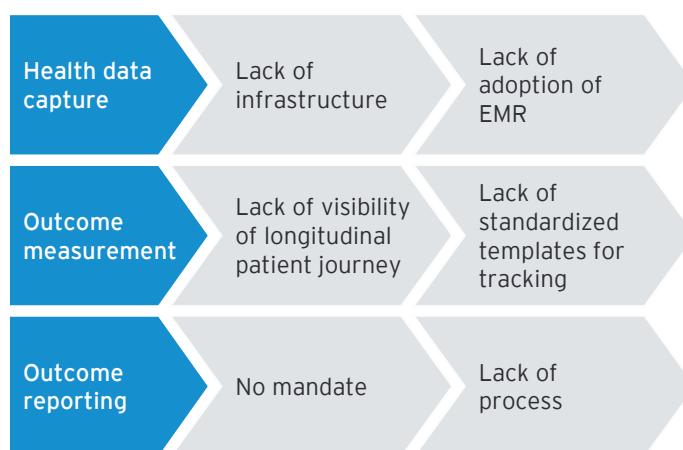 Health data
capture
Lack of
infrastructure
Lack of
adoption of
EMR
Outcome
measurement
Lack of visibility
of longitudinal
patient journey
Lack of
standardized
templates for
tracking
Outcome
reporting
No mandate
Lack of
process